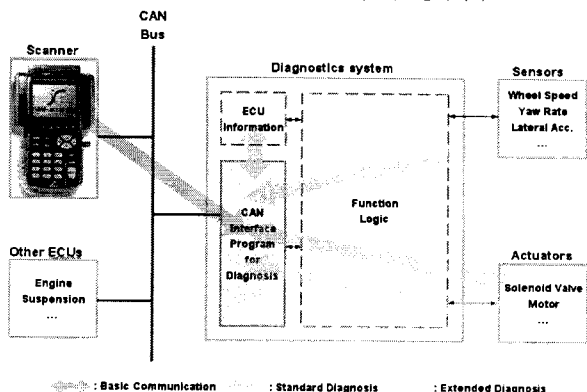 CAN
Bus
Scanner
Diagnostics system
Sensors
ECU
Information
Wheel Speed
Yaw Rate
Lateral Acc.
...
CAN
Interface
Program
for
Diagnosis
Function
Logic
Other ECUs
Engine
Suspension
...
Actuators
Solenoid Valve
Motor
...
: Basic Communication : Standard Diagnosis : Extended Diagnosis